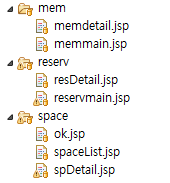 mem
memdetail.jsp
memmain.jsp
reserv
resDetail.jsp
reservmain.jsp
space
ok.jsp
spaceList.jsp
spDetail.jsp